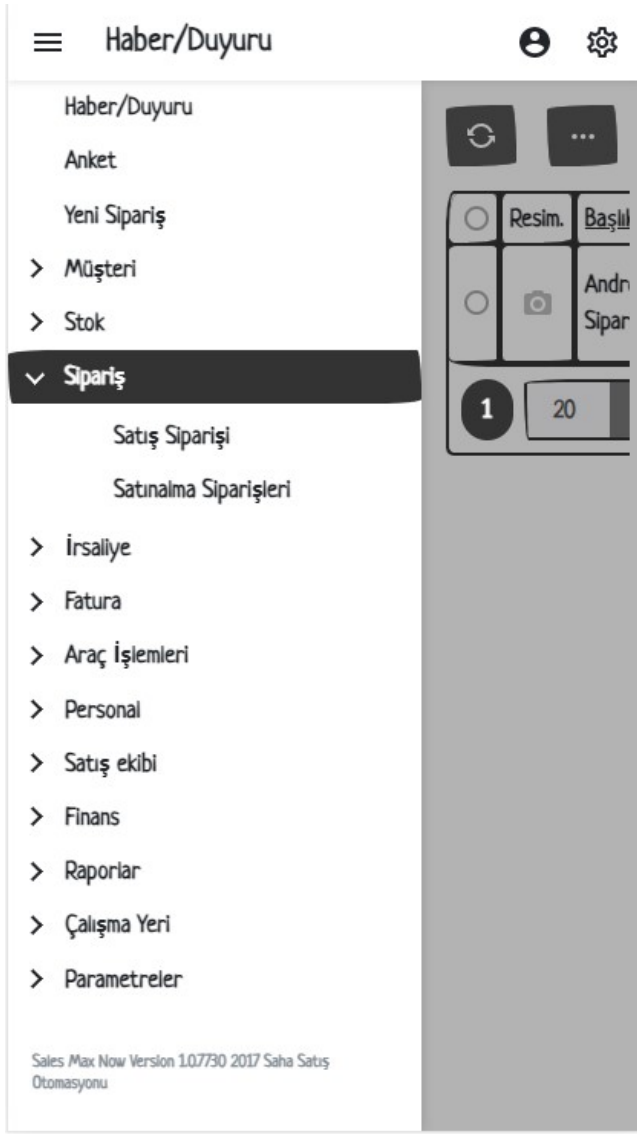 Haber/Duyuru
Haber/Duyuru
Anket
Yeni Sipariş
Müşteri
Stok
Sipariş
Satış Siparişi
Satınalma Siparişleri
İrsaliye
Fatura
Araç İşlemleri
Personal
Satış ekibi
Finans
Raporlar
Çalışma Yeri
Parametreler
Sales Max Now Version 1.0.7730 2017 Saha Satış
Otomasyonu
Resim.
1
20